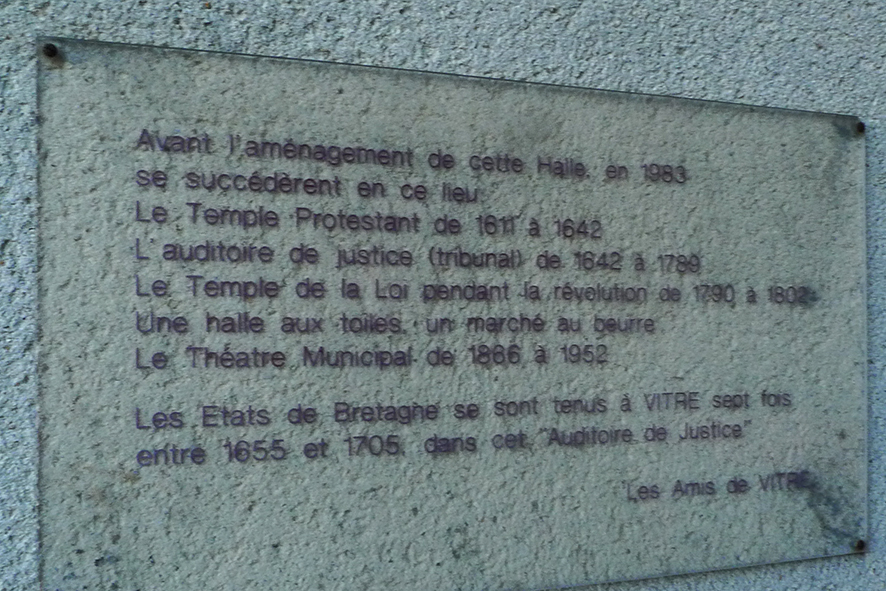 Avant l'aménagement de cette Halle, en 1983
se succédèrent en ce lieu:
Le Temple Protestant de 1611 à 1642
L'auditoire de justice (tribunal) de 1642 à 1789
Le Temple de la Loi pendant la révolution de 1790 à 1802
Une halle aux toiles, un marché au beurre
Le Théatre Municipal de 1886 à 1952
Les Etats de Bretagne se sont tenus à VITRE sept fois
entre 1655 et 1705, dans cet "Auditoire de Justice"
Les Amis de VITRE